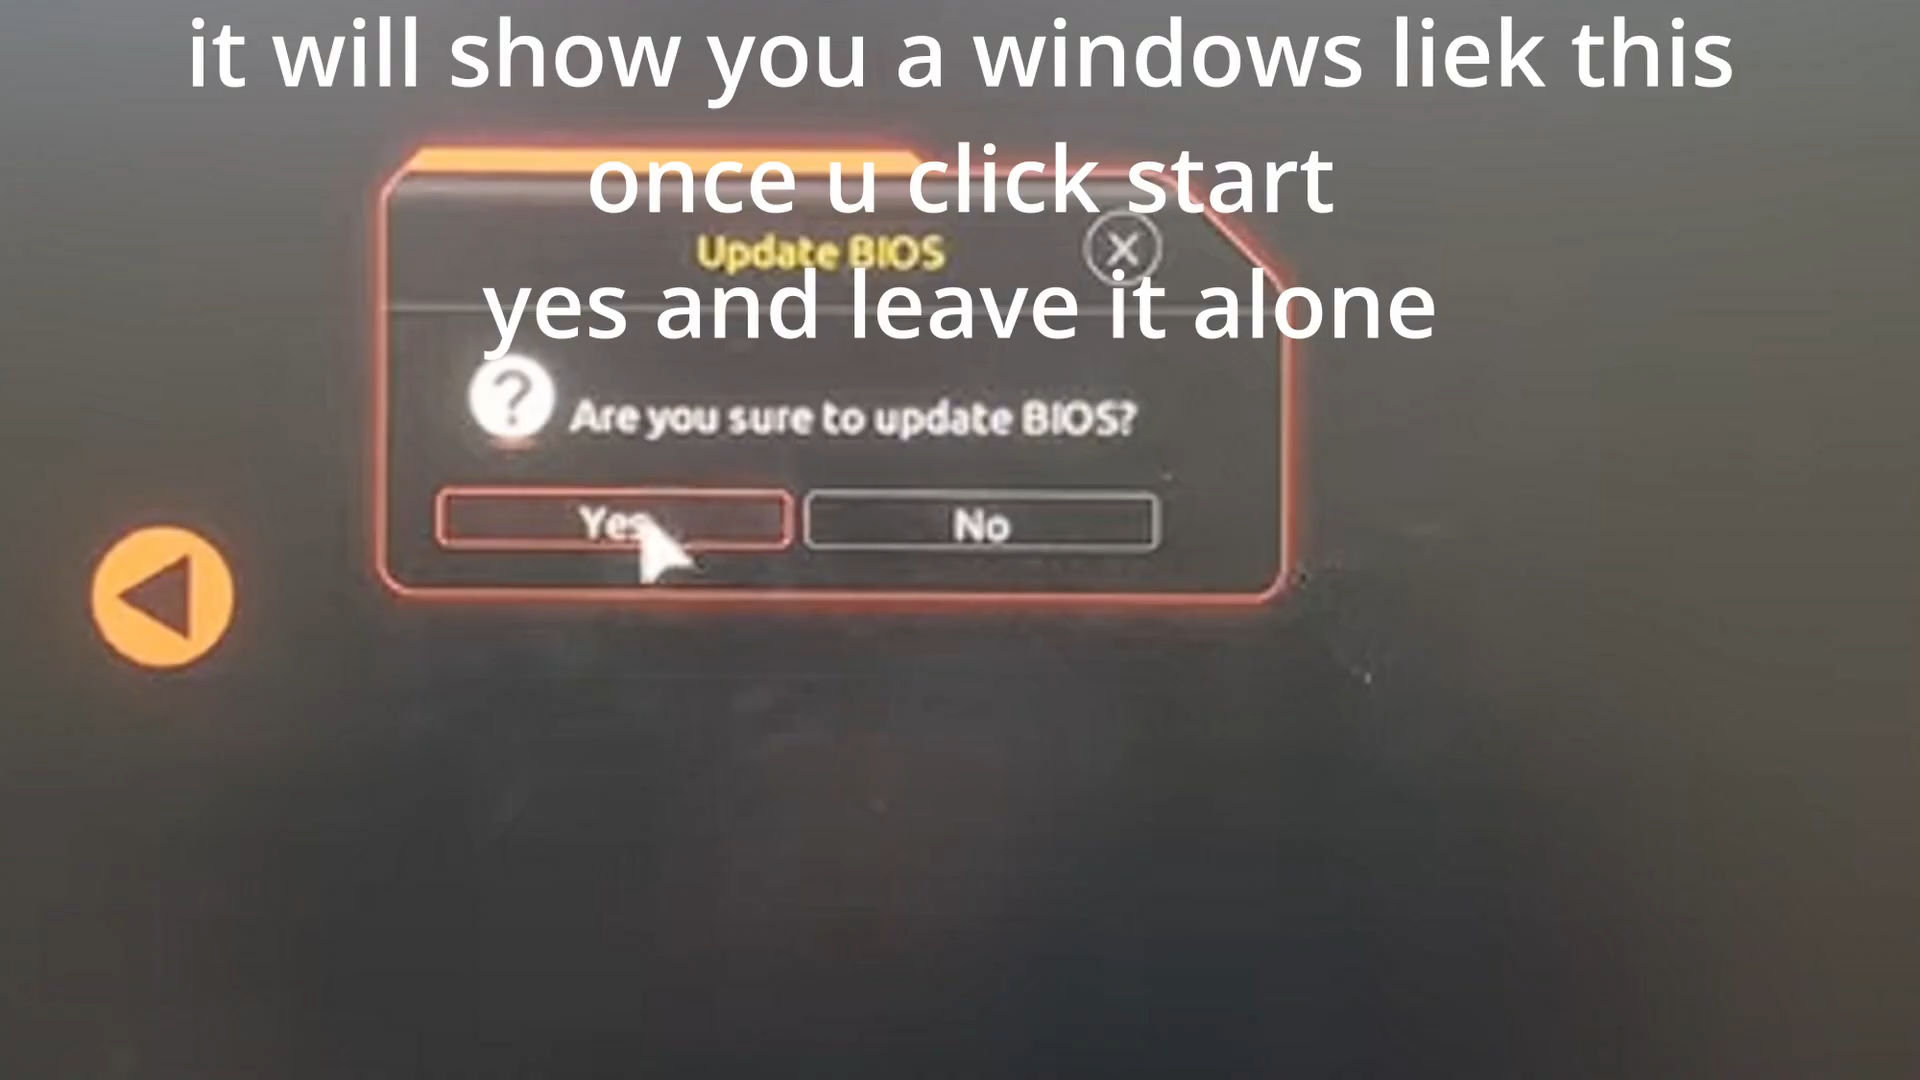 it will show you a windows liek this
once u click start
Update BIOS
yes and leave it alone
Are you sure to update BIOS?
Yes No